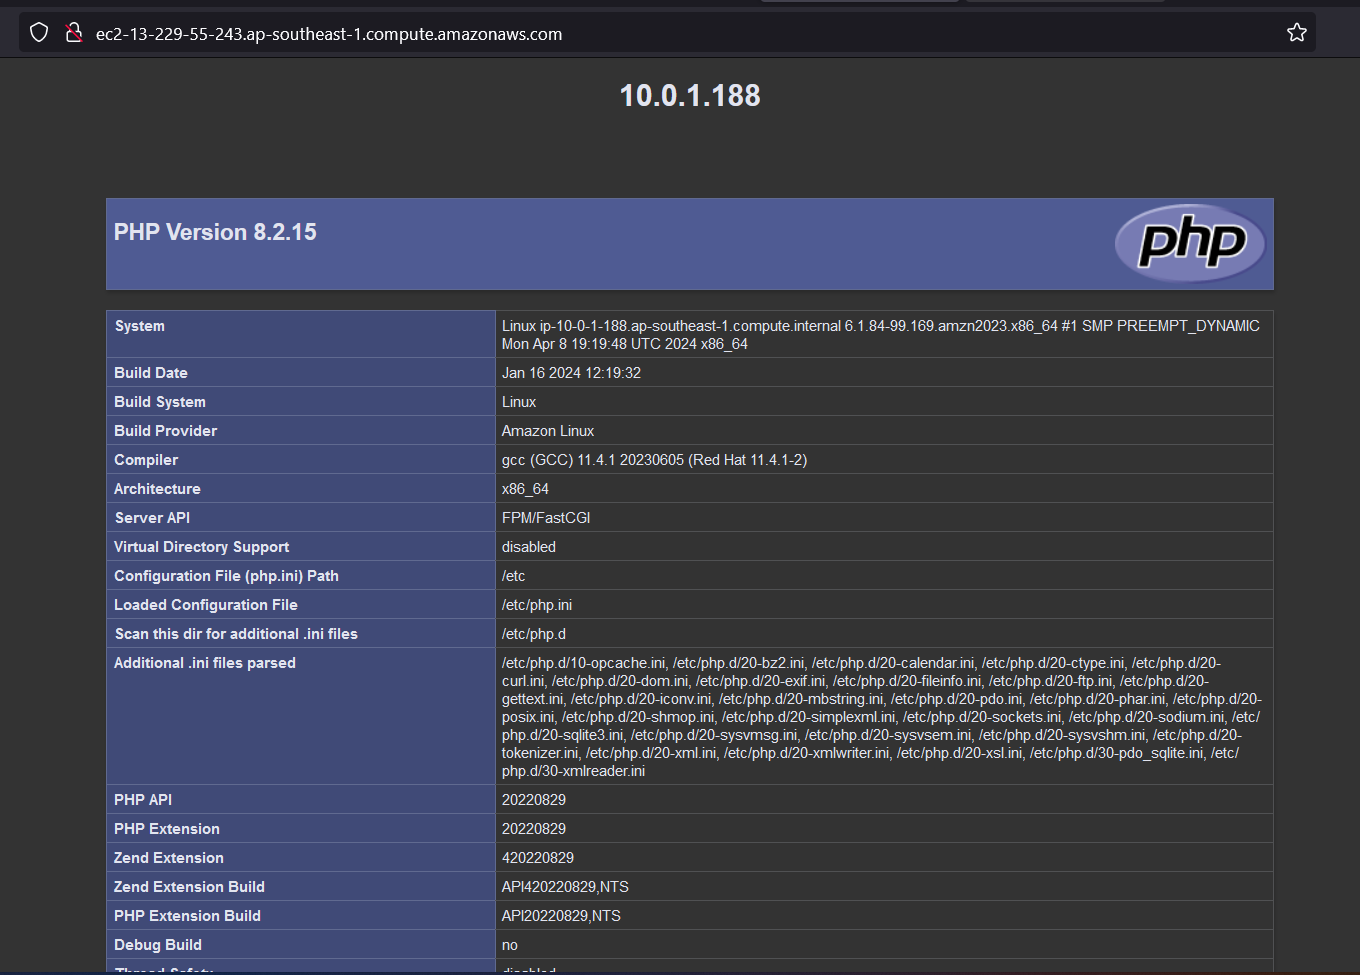 ec2-13-229-55-243.ap-southeast-1.compute.amazonaws.com
10.0.1.188
PHP Version 8.2.15
php
System
Linux ip-10-0-1-188.ap-southeast-1.compute.internal 6.1.84-99.169.amzn2023.x86_64 #1 SMP PREEMPT_DYNAMIC
Mon Apr 8 19:19:48 UTC 2024 x86_64
Build Date Jan 16 2024 12:19:32
Build System Linux
Build Provider Amazon Linux
Compiler gcc (GCC) 11.4.1 20230605 (Red Hat 11.4.1-2)
Architecture x86_64
Server API FPM/FastCGI
Virtual Directory Support disabled
Configuration File (php.ini) Path /etc
Loaded Configuration File /etc/php.ini
Scan this dir for additional .ini files /etc/php.d
Additional .ini files parsed
/etc/php.d/10-opcache.ini, /etc/php.d/20-bz2.ini, /etc/php.d/20-calendar.ini, /etc/php.d/20-ctype.ini, /etc/php.d/20-
curl.ini, /etc/php.d/20-dom.ini, /etc/php.d/20-exif.ini, /etc/php.d/20-fileinfo.ini, /etc/php.d/20-ftp.ini, /etc/php.d/20-
gettext.ini, /etc/php.d/20-iconv.ini, /etc/php.d/20-mbstring.ini, /etc/php.d/20-pdo.ini, /etc/php.d/20-phar.ini, /etc/php.d/20-
posix.ini, /etc/php.d/20-shmop.ini, /etc/php.d/20-simplexml.ini, /etc/php.d/20-sockets.ini, /etc/php.d/20-sodium.ini, /etc/
php.d/20-sqlite3.ini, /etc/php.d/20-sysvmsg.ini, /etc/php.d/20-sysvsem.ini, /etc/php.d/20-sysvshm.ini, /etc/php.d/20-
tokenizer.ini, /etc/php.d/20-xml.ini, /etc/php.d/20-xmlwriter.ini, /etc/php.d/20-xsl.ini, /etc/php.d/30-pdo_sqlite.ini, /etc/
php.d/30-xmlreader.ini
PHP API 20220829
PHP Extension 20220829
Zend Extension 420220829
Zend Extension Build API420220829,NTS
PHP Extension Build API20220829,NTS
Debug Build no
Thread Safety disabled